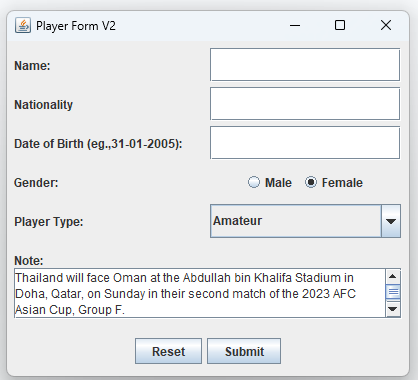 Player Form V2
Name:
Nationality
Date of Birth (eg.,31-01-2005):
Gender: Male Female
Player Type: Amateur
Note:
Thailand will face Oman at the Abdullah bin Khalifa Stadium in
Doha, Qatar, on Sunday in their second match of the 2023 AFC
Asian Cup, Group F.
Reset Submit